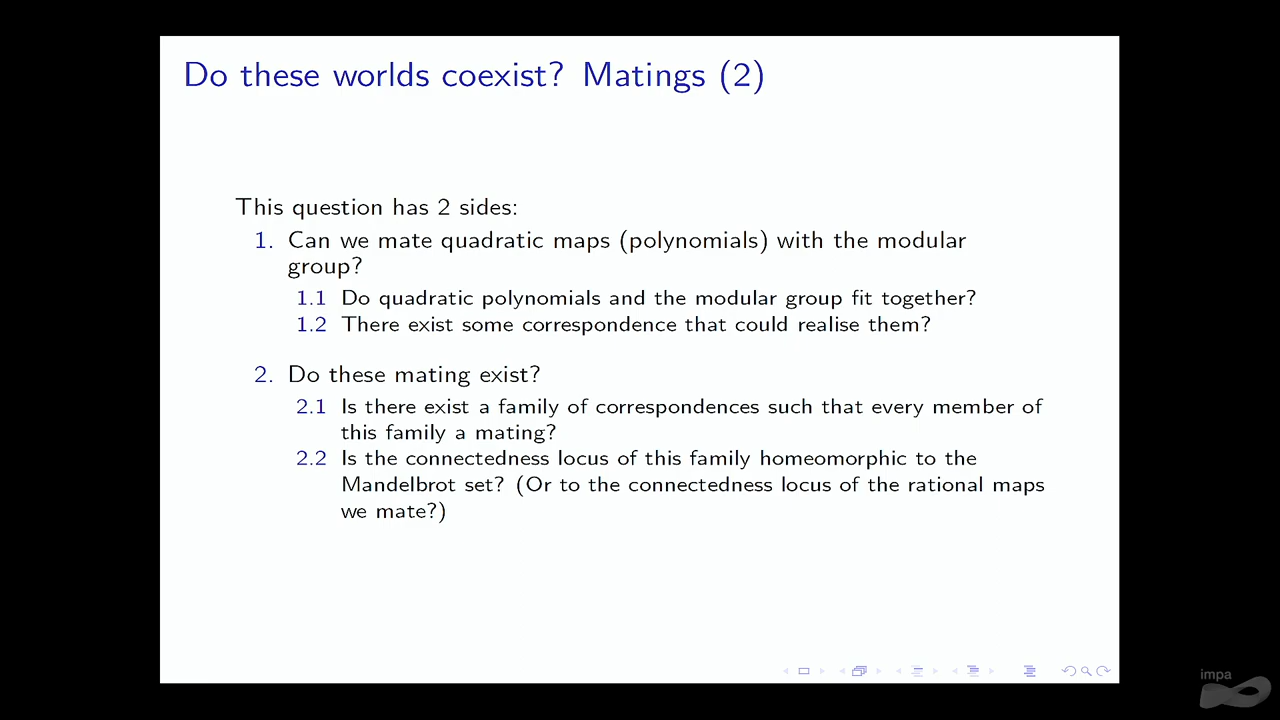 Do these worlds coexist? Matings (2)
This question has 2 sides:
1. Can we mate quadratic maps (polynomials) with the modular
group?
1.1 Do quadratic polynomials and the modular group fit together?
1.2 There exist some correspondence that could realise them?
2. Do these mating exist?
2.1 Is there exist a family of correspondences such that every member of
this family a mating?
2.2 Is the connectedness locus of this family homeomorphic to the
Mandelbrot set? (Or to the connectedness locus of the rational maps
we mate?)
impa